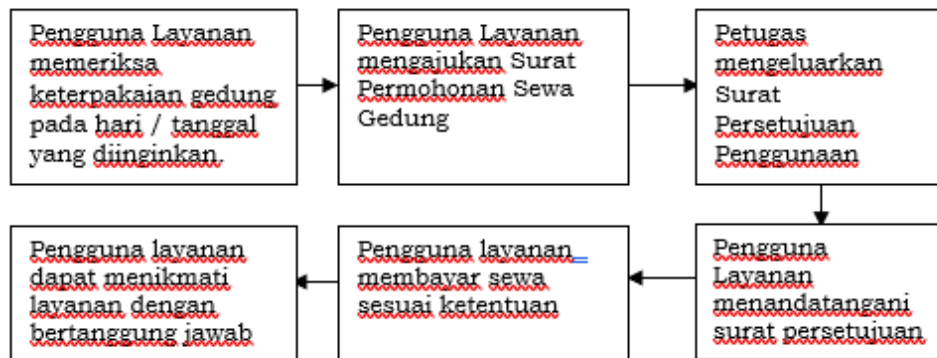 Pengguna Layanan
memeriksa
keterpakaian gedung
pada hari / tanggal
yang diinginkan.
Pengguna Layanan
mengajukan Surat
Permohonan Sewa
Gedung
Petugas
mengeluarkan
Surat
Persetujuan
Penggunaan
Pengguna
Layanan
menandatangani
surat persetujuan
Pengguna layanan
membayar sewa
sesuai ketentuan
Pengguna layanan
dapat menikmati
layanan dengan
bertanggung jawab